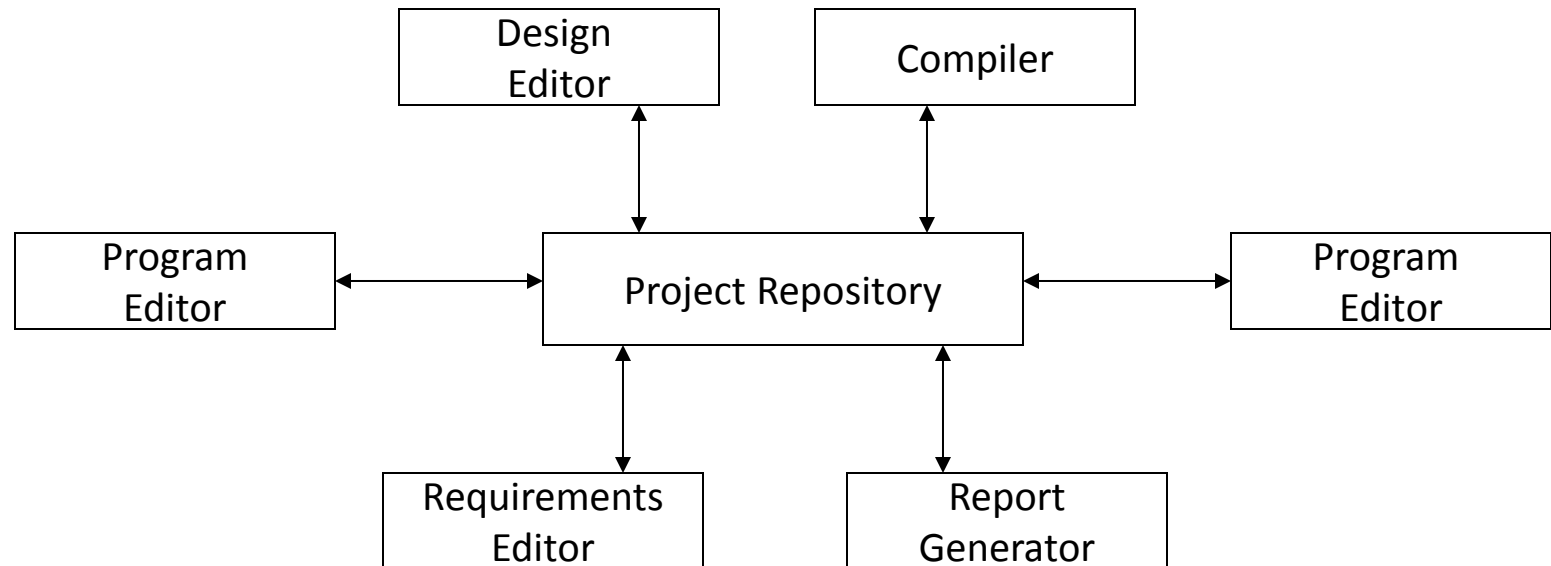 Design
Editor
Compiler
Program
Editor
Project Repository
Program
Editor
Requirements
Editor
Report
Generator